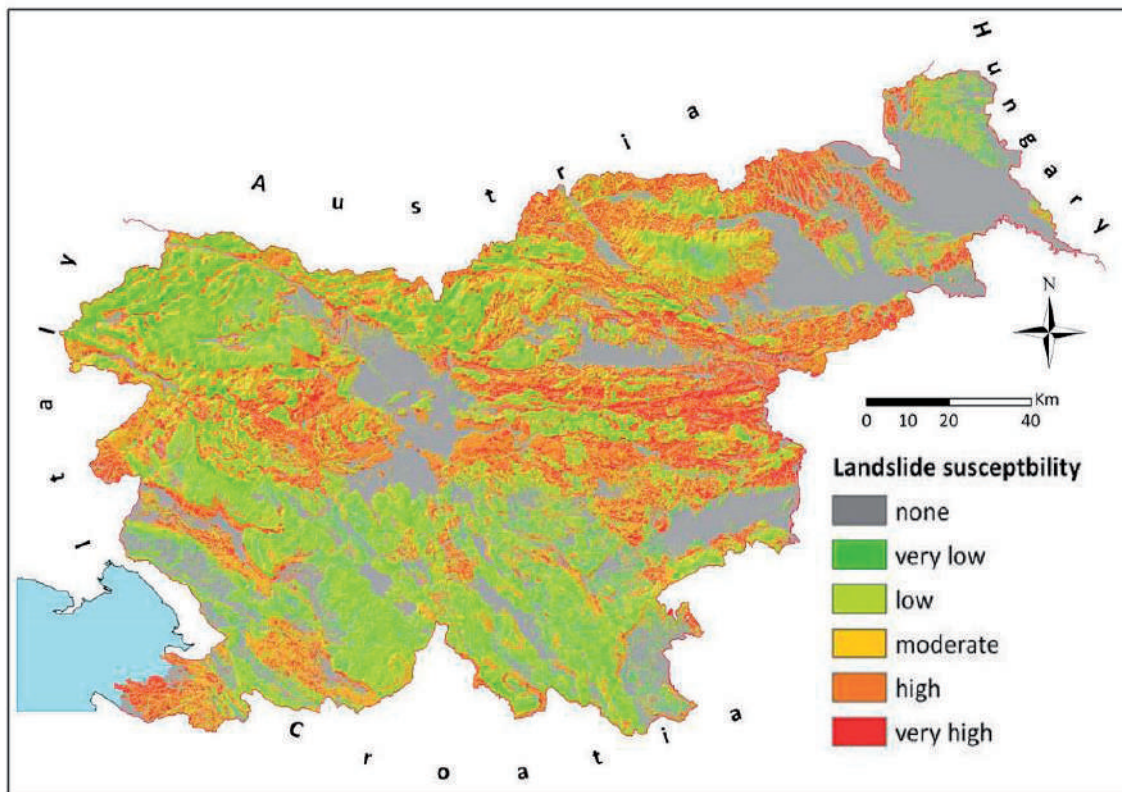 Hungary
Austria
Italy
N
Km
0 10 20 40
Landslide susceptbility
none
very low
low
moderate
high
very high
Croatia